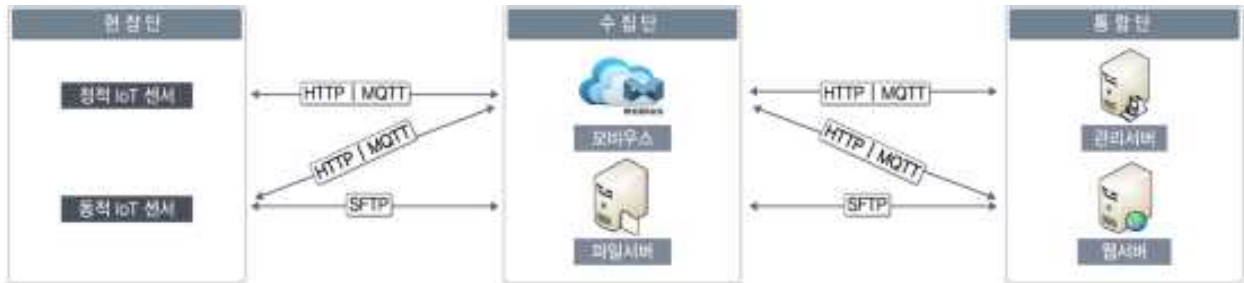 현장단
수집단
통합단
정적 IoT 센서
HTTP | MQTT
모비우스
HTTP | MQTT
관리서버
HTTP | MQTT
HTTP | MQTT
동적 IoT 센서
SFTP
파일서버
SFTP
웹서버